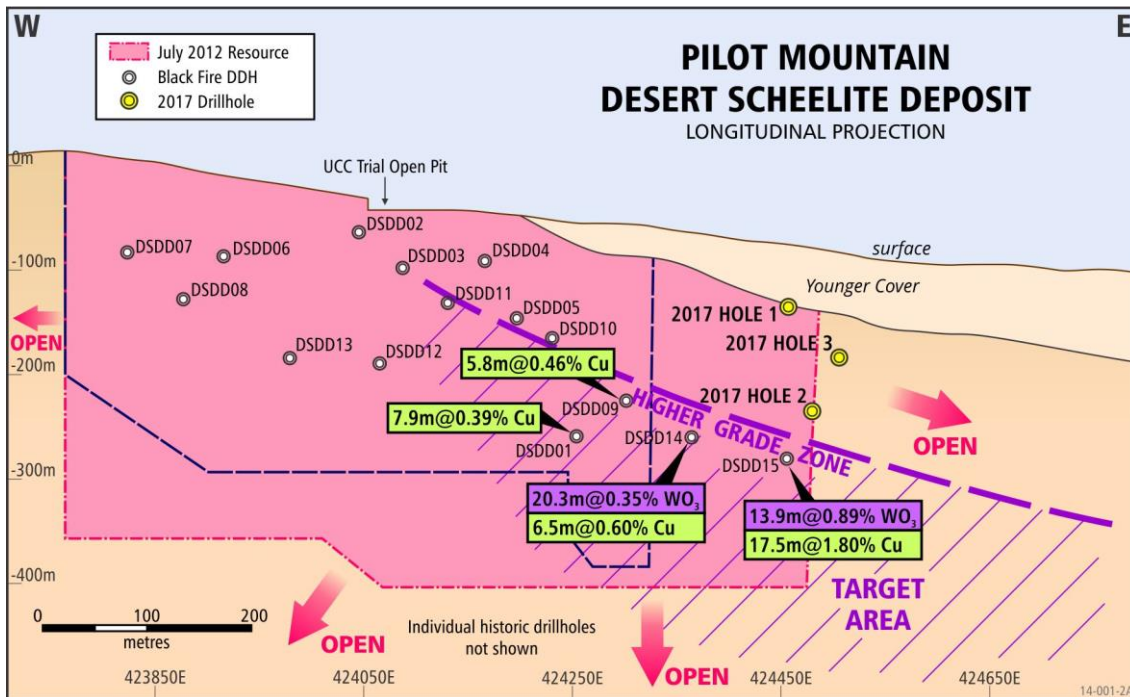 W
E
July 2012 Resource
Black Fire DDH
2017 Drillhole
PILOT MOUNTAIN
DESERT SCHEELITE DEPOSIT
LONGITUDINAL PROJECTION
0m
UCC Trial Open Pit
DSDD02
DSDD07
DSDD06
DSDD03
DSDD04
surface
-100m
Younger Cover
DSDD08
DSDD11
DSDD05
2017 HOLE 1
OPEN
DSDD10
2017 HOLE 3
DSDD13
DSDD12
5.8m@0.46% Cu
-200m
2017 HOLE 2
DSDD09
HIGHER GRADE ZONE
7.9m@0.39% Cu
OPEN
DSDD01
DSDD14
DSDD15
-300m
20.3m@0.35% WO₃
6.5m@0.60% Cu
13.9m@0.89% WO₃
17.5m@1.80% Cu
-400m
TARGET
AREA
0 100 200
metres
OPEN
Individual historic drillholes
not shown
OPEN
423850E 424050E 424250E 424450E 424650E
14-001-2A